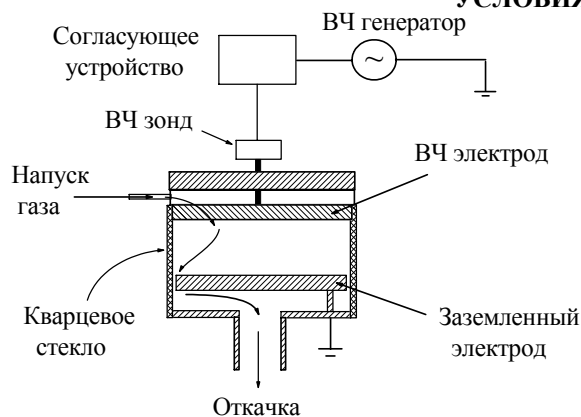 УСЛОВИЯ
ВЧ генератор
Согласующее
устройство
~
ВЧ зонд
ВЧ электрод
Напуск
газа
Кварцевое
стекло
Заземленный
электрод
Откачка